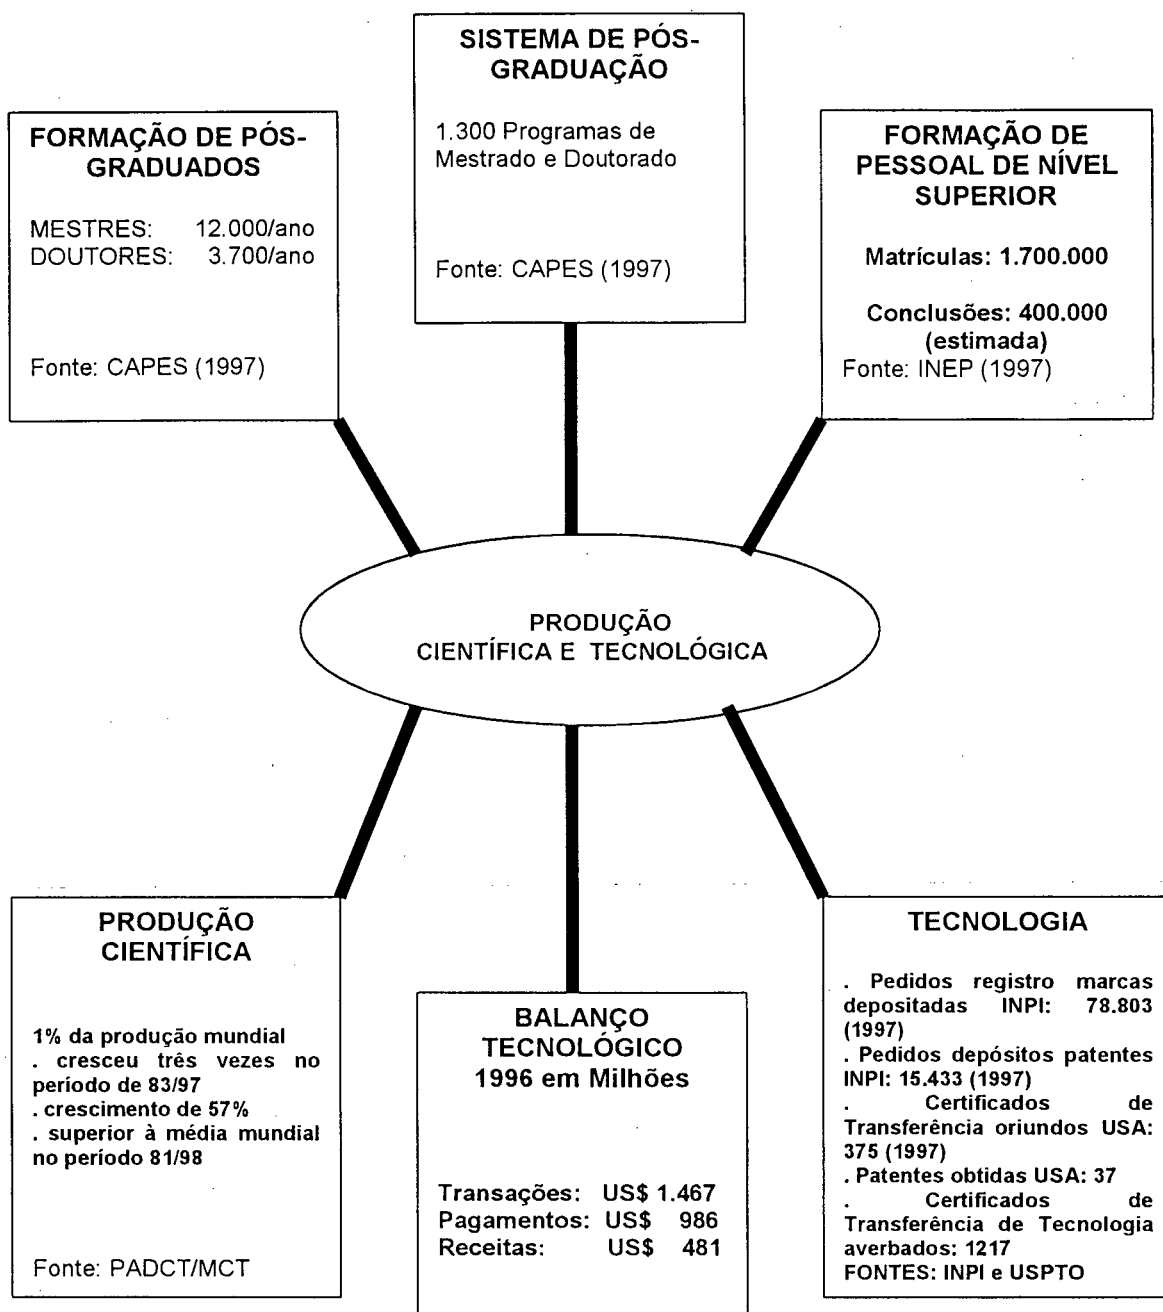 SISTEMA DE PÓS-
GRADUAÇÃO
1.300 Programas de
Mestrado e Doutorado
Fonte: CAPES (1997)
FORMAÇÃO DE PÓS-
GRADUADOS
MESTRES: 12.000/ano
DOUTORES: 3.700/ano
Fonte: CAPES (1997)
FORMAÇÃO DE
PESSOAL DE NÍVEL
SUPERIOR
Matrículas: 1.700.000
Conclusões: 400.000
(estimada)
Fonte: INEP (1997)
PRODUÇÃO
CIENTÍFICA E TECNOLÓGICA
PRODUÇÃO
CIENTÍFICA
1% da produção mundial
. cresceu três vezes no
período de 83/97
. crescimento de 57%
. superior à média mundial
no período 81/98
Fonte: PADCT/MCT
BALANÇO
TECNOLÓGICO
1996 em Milhões
Transações: US$ 1.467
Pagamentos: US$ 986
Receitas: US$ 481
TECNOLOGIA
. Pedidos registro marcas
depositadas INPI: 78.803
(1997)
. Pedidos depósitos patentes
INPI: 15.433 (1997)
. Certificados de
Transferência oriundos USA:
375 (1997)
. Patentes obtidas USA: 37
. Certificados de
Transferência de Tecnologia
averbados: 1217
FONTES: INPI e USPTO